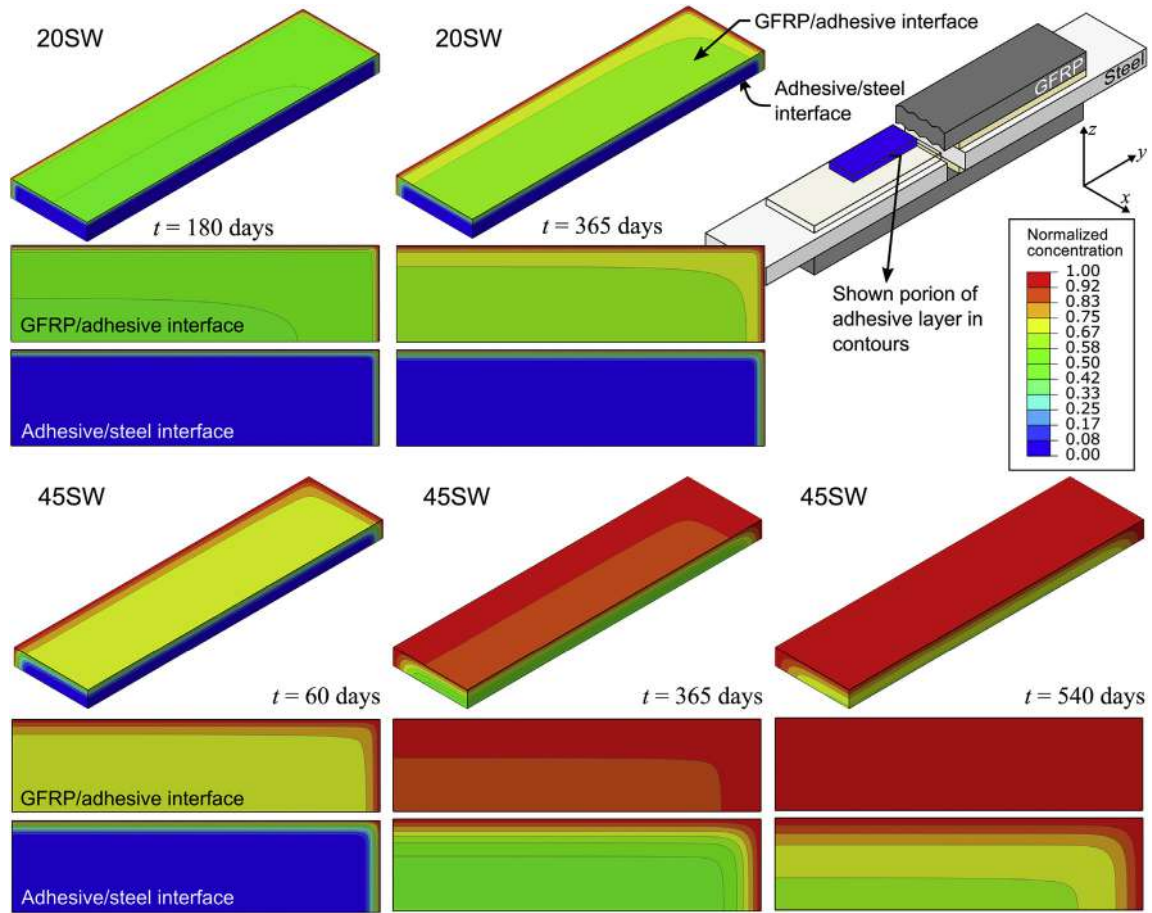 20SW
20SW
GFRP/adhesive interface
Adhesive/steel
interface
GFRP
Steel
z
y
x
t = 180 days
t = 365 days
GFRP/adhesive interface
Adhesive/steel interface
Shown porion of
adhesive layer in
contours
Normalized
concentration
1.00
0.92
0.83
0.75
0.67
0.58
0.50
0.42
0.33
0.25
0.17
0.08
0.00
45SW
45SW
45SW
t = 60 days
t = 365 days
t = 540 days
GFRP/adhesive interface
Adhesive/steel interface